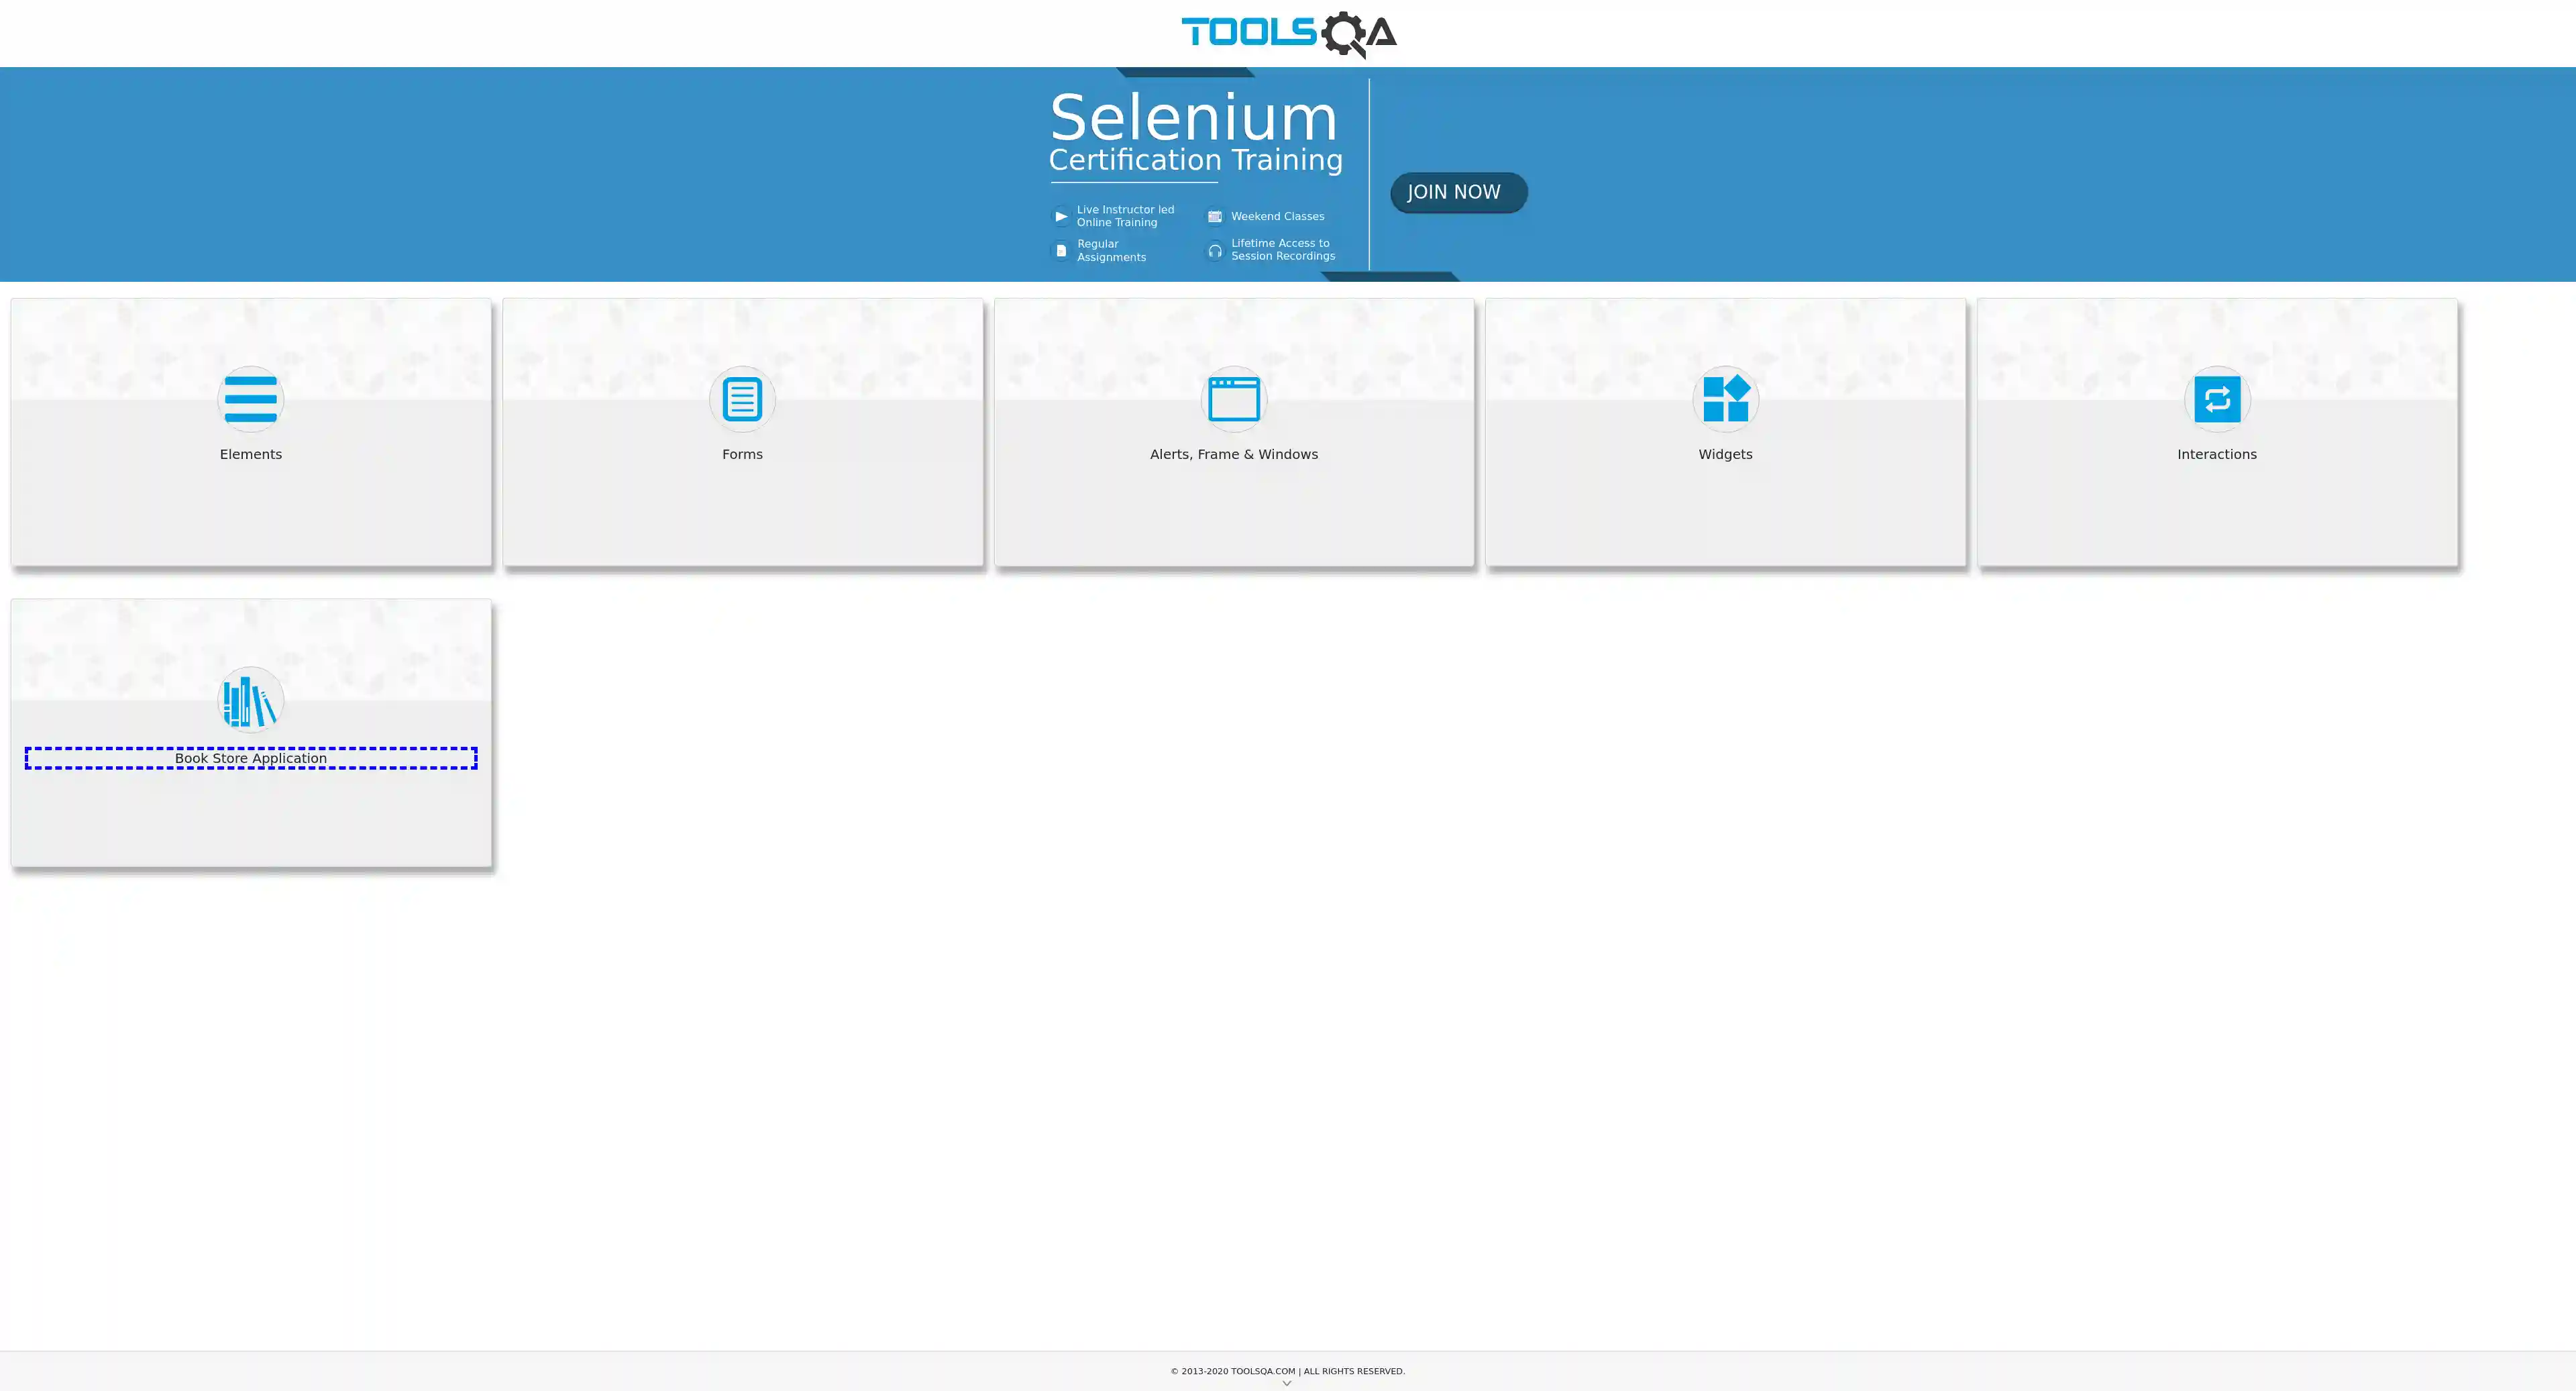 TOOLSQA
Selenium
Certification Training
JOIN NOW
Live Instructor led
Online Training
Weekend Classes
Regular
Assignments
Lifetime Access to
Session Recordings
Elements
Forms
Alerts, Frame & Windows
Widgets
Interactions
Book Store Application
© 2013-2020 TOOLSQA.COM | ALL RIGHTS RESERVED.